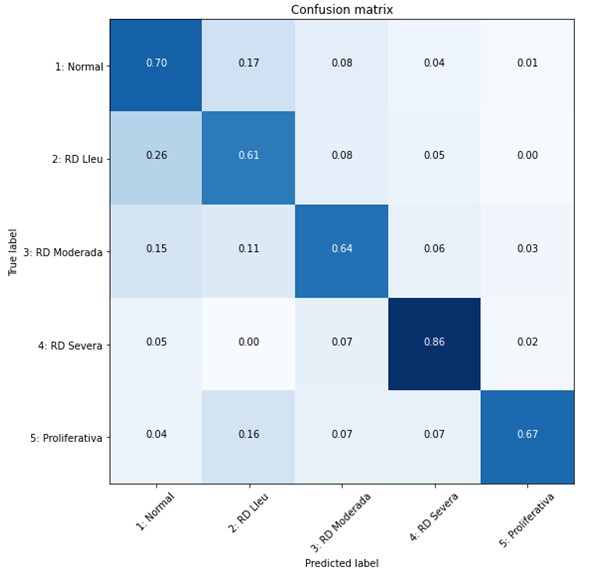 Confusion matrix
True label
1: Normal 0.70 0.17 0.08 0.04 0.01
2: RD Lleu 0.26 0.61 0.08 0.05 0.00
3: RD Moderada 0.15 0.11 0.64 0.06 0.03
4: RD Severa 0.05 0.00 0.07 0.86 0.02
5: Proliferativa 0.04 0.16 0.07 0.07 0.67
1: Normal 2: RD Lleu 3: RD Moderada 4: RD Severa 5: Proliferativa
Predicted label